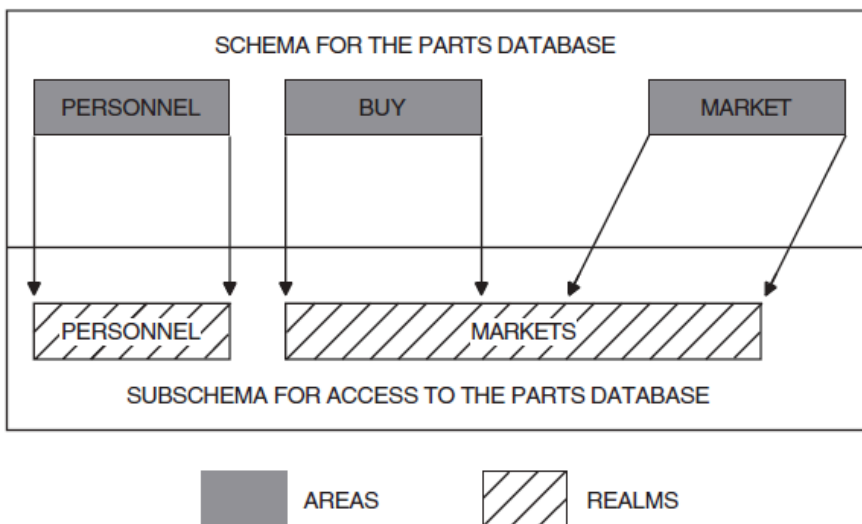 SCHEMA FOR THE PARTS DATABASE
PERSONNEL
BUY
MARKET
PERSONNEL
MARKETS
SUBSCHEMA FOR ACCESS TO THE PARTS DATABASE
AREAS
REALMS